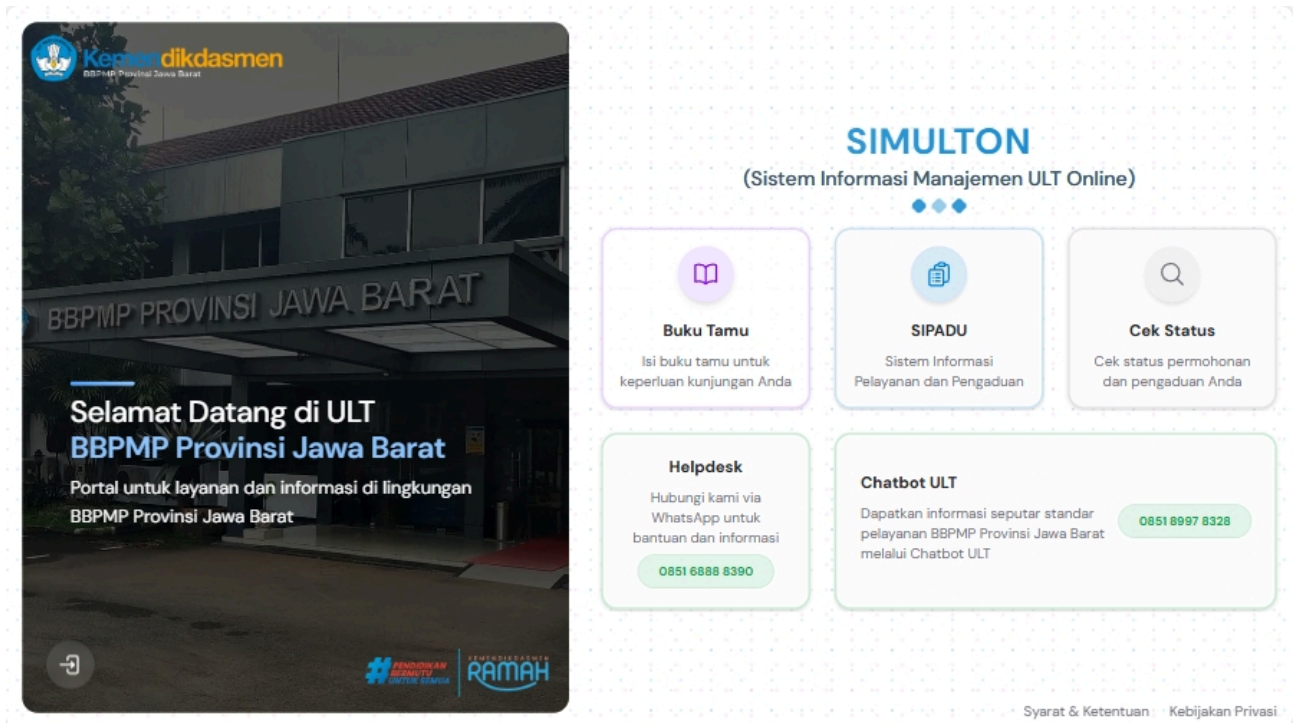 Kemendikdasmen
BBPMP Provinsi Jawa Barat
BBPMP PROVINSI JAWA BARAT
Selamat Datang di ULT
BBPMP Provinsi Jawa Barat
Portal untuk layanan dan informasi di lingkungan
BBPMP Provinsi Jawa Barat
#PENDIDIKAN
BERMUTU
UNTUK SEMUA
KEMENDIKDASMEN
RAMAH
SIMULTON
(Sistem Informasi Manajemen ULT Online)
Buku Tamu
Isi buku tamu untuk
keperluan kunjungan Anda
SIPADU
Sistem Informasi
Pelayanan dan Pengaduan
Cek Status
Cek status permohonan
dan pengaduan Anda
Helpdesk
Hubungi kami via
WhatsApp untuk
bantuan dan informasi
0851 6888 8390
Chatbot ULT
Dapatkan informasi seputar standar
pelayanan BBPMP Provinsi Jawa Barat
melalui Chatbot ULT
0851 8997 8328
Syarat & Ketentuan Kebijakan Privasi